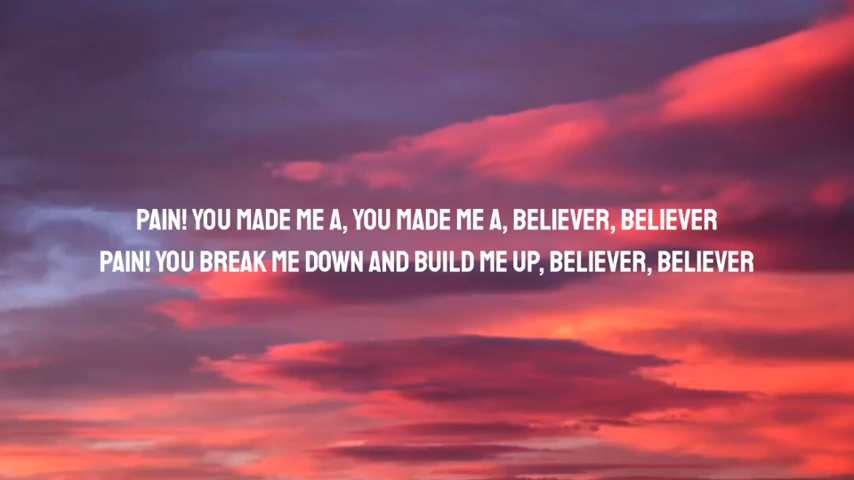 PAIN! YOU MADE ME A, YOU MADE ME A, BELIEVER, BELIEVER
PAIN! YOU BREAK ME DOWN AND BUILD ME UP, BELIEVER, BELIEVER